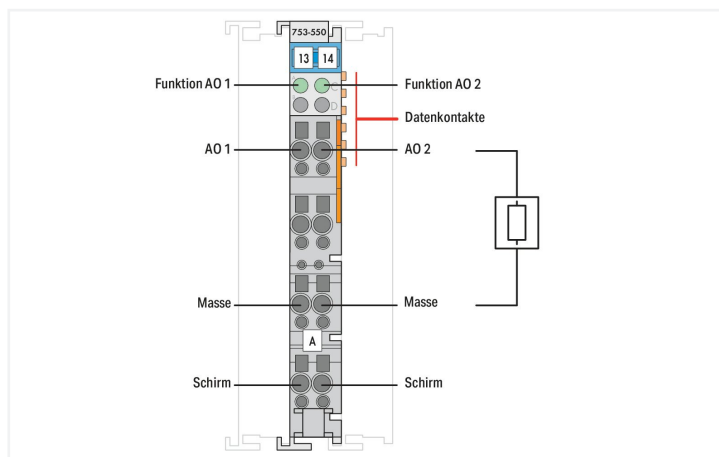 753-550
13 14
Funktion AO 1
C
Funktion AO 2
D
Datenkontakte
AO 1
AO 2
Masse
Masse
A
Schirm
Schirm